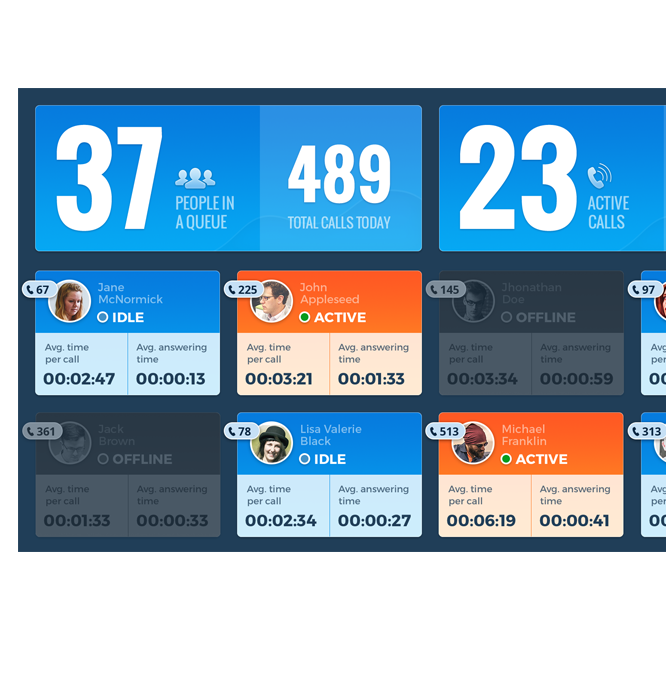 37
PEOPLE IN
A QUEUE
489
TOTAL CALLS TODAY
23
ACTIVE
CALLS
67
Jane
McNormick
IDLE
Avg. time
per call
00:02:47
Avg. answering
time
00:00:13
225
John
Appleseed
ACTIVE
Avg. time
per call
00:03:21
Avg. answering
time
00:01:33
145
Jhonathan
Doe
OFFLINE
Avg. time
per call
00:03:34
Avg. answering
time
00:00:59
97
361
Jack
Brown
OFFLINE
Avg. time
per call
00:01:33
Avg. answering
time
00:00:33
78
Lisa Valerie
Black
IDLE
Avg. time
per call
00:02:34
Avg. answering
time
00:00:27
513
Michael
Franklin
ACTIVE
Avg. time
per call
00:06:19
Avg. answering
time
00:00:41
313